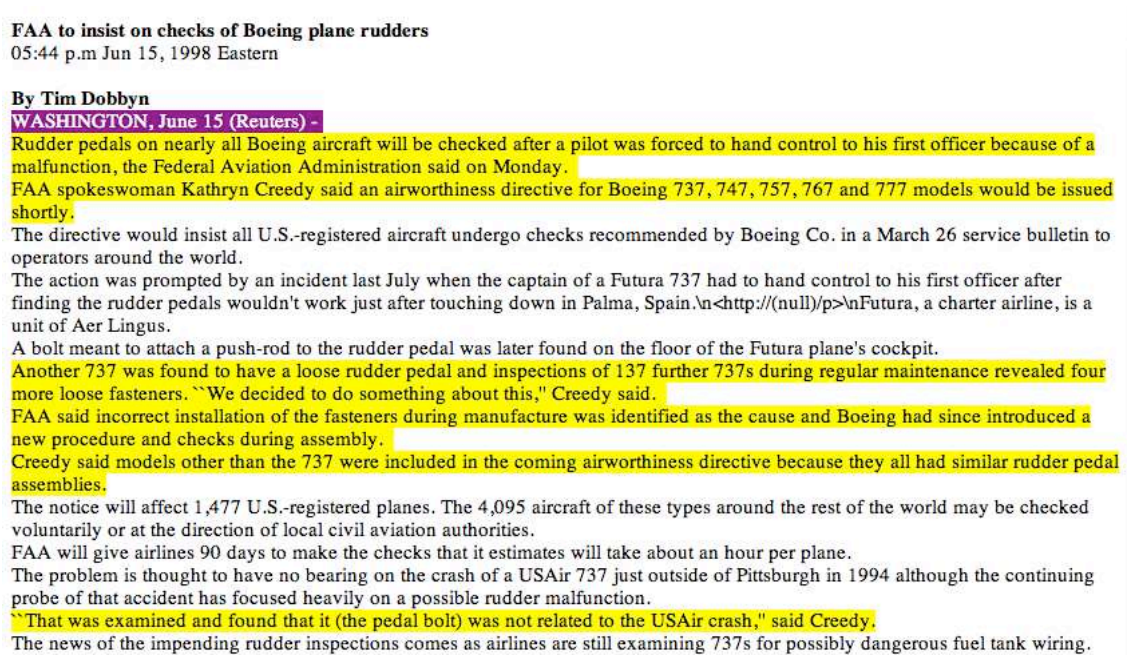 FAA to insist on checks of Boeing plane rudders
05:44 p.m Jun 15, 1998 Eastern
By Tim Dobbyn
WASHINGTON, June 15 (Reuters) -
Rudder pedals on nearly all Boeing aircraft will be checked after a pilot was forced to hand control to his first officer because of a
malfunction, the Federal Aviation Administration said on Monday.
FAA spokeswoman Kathryn Creedy said an airworthiness directive for Boeing 737, 747, 757, 767 and 777 models would be issued
shortly.
The directive would insist all U.S.-registered aircraft undergo checks recommended by Boeing Co. in a March 26 service bulletin to
operators around the world.
The action was prompted by an incident last July when the captain of a Futura 737 had to hand control to his first officer after
finding the rudder pedals wouldn't work just after touching down in Palma, Spain.\n<http://(null)/p>\nFutura, a charter airline, is a
unit of Aer Lingus.
A bolt meant to attach a push-rod to the rudder pedal was later found on the floor of the Futura plane's cockpit.
Another 737 was found to have a loose rudder pedal and inspections of 137 further 737s during regular maintenance revealed four
more loose fasteners. ``We decided to do something about this,'' Creedy said.
FAA said incorrect installation of the fasteners during manufacture was identified as the cause and Boeing had since introduced a
new procedure and checks during assembly.
Creedy said models other than the 737 were included in the coming airworthiness directive because they all had similar rudder pedal
assemblies.
The notice will affect 1,477 U.S.-registered planes. The 4,095 aircraft of these types around the rest of the world may be checked
voluntarily or at the direction of local civil aviation authorities.
FAA will give airlines 90 days to make the checks that it estimates will take about an hour per plane.
The problem is thought to have no bearing on the crash of a USAir 737 just outside of Pittsburgh in 1994 although the continuing
probe of that accident has focused heavily on a possible rudder malfunction.
``That was examined and found that it (the pedal bolt) was not related to the USAir crash,'' said Creedy.
The news of the impending rudder inspections comes as airlines are still examining 737s for possibly dangerous fuel tank wiring.